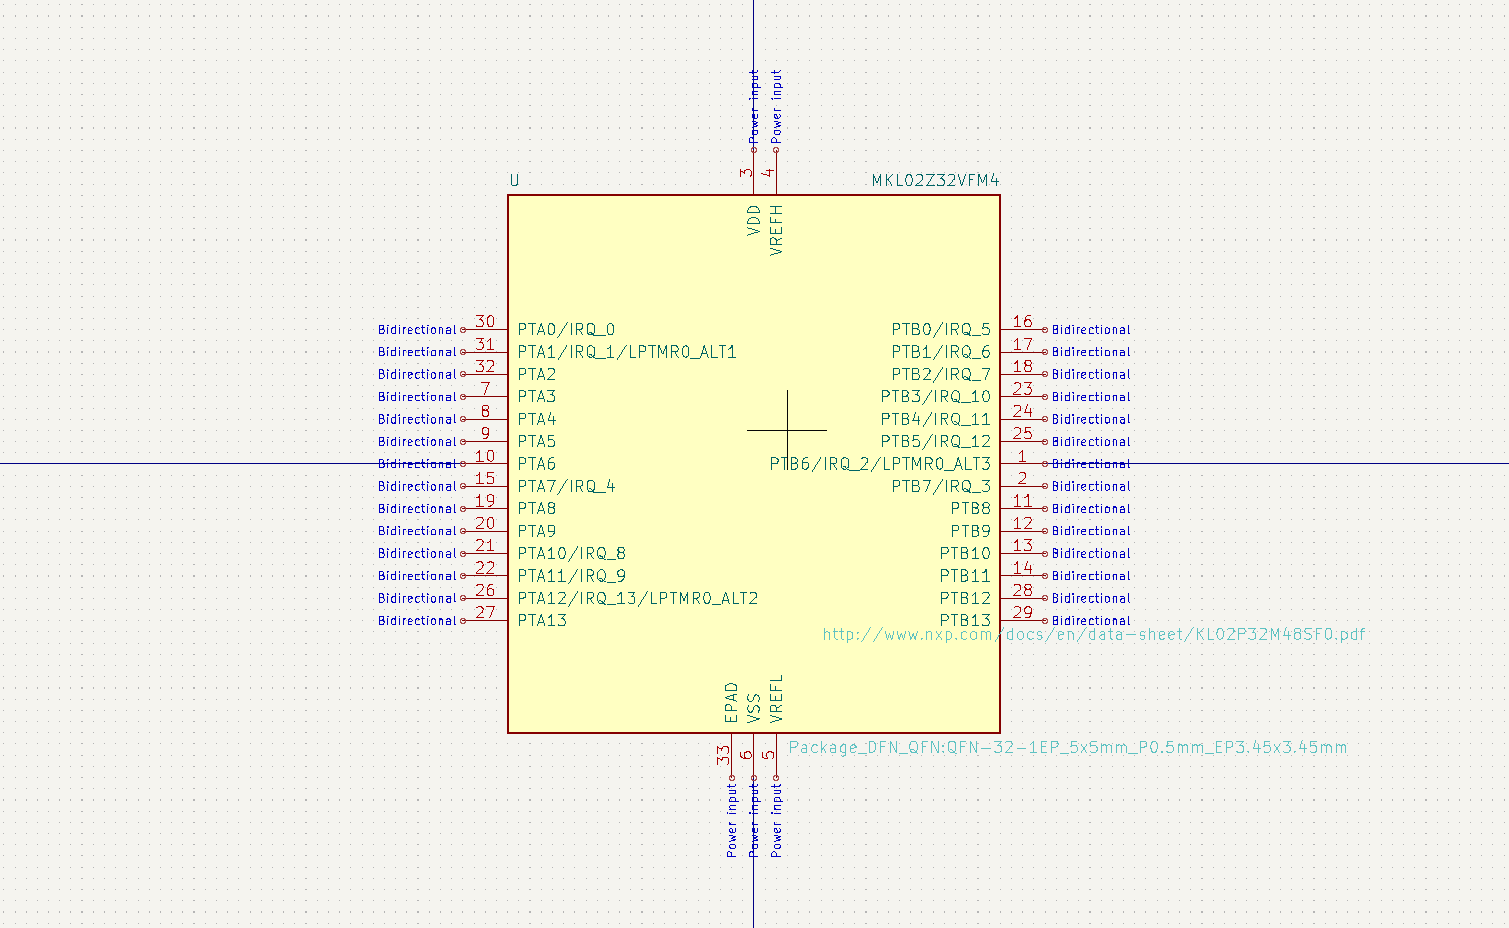 Power input Power input
3 4
U MKL02Z32VFM4
VDD VREFH
Bidirectional 30 PTA0/IRQ_0 PTB0/IRQ_5 16 Bidirectional
Bidirectional 31 PTA1/IRQ_1/LPTMR0_ALT1 PTB1/IRQ_6 17 Bidirectional
Bidirectional 32 PTA2 PTB2/IRQ_7 18 Bidirectional
Bidirectional 7 PTA3 PTB3/IRQ_10 23 Bidirectional
Bidirectional 8 PTA4 PTB4/IRQ_11 24 Bidirectional
Bidirectional 9 PTA5 PTB5/IRQ_12 25 Bidirectional
Bidirectional 10 PTA6 PTB6/IRQ_2/LPTMR0_ALT3 1 Bidirectional
Bidirectional 15 PTA7/IRQ_4 PTB7/IRQ_3 2 Bidirectional
Bidirectional 19 PTA8 PTB8 11 Bidirectional
Bidirectional 20 PTA9 PTB9 12 Bidirectional
Bidirectional 21 PTA10/IRQ_8 PTB10 13 Bidirectional
Bidirectional 22 PTA11/IRQ_9 PTB11 14 Bidirectional
Bidirectional 26 PTA12/IRQ_13/LPTMR0_ALT2 PTB12 28 Bidirectional
Bidirectional 27 PTA13 PTB13 29 Bidirectional
http://www.nxp.com/docs/en/data-sheet/KL02P32M48SF0.pdf
EPAD VSS VREFL
33 6 5
Package_DFN_QFN:QFN-32-1EP_5x5mm_P0.5mm_EP3.45x3.45mm
Power input Power input Power input